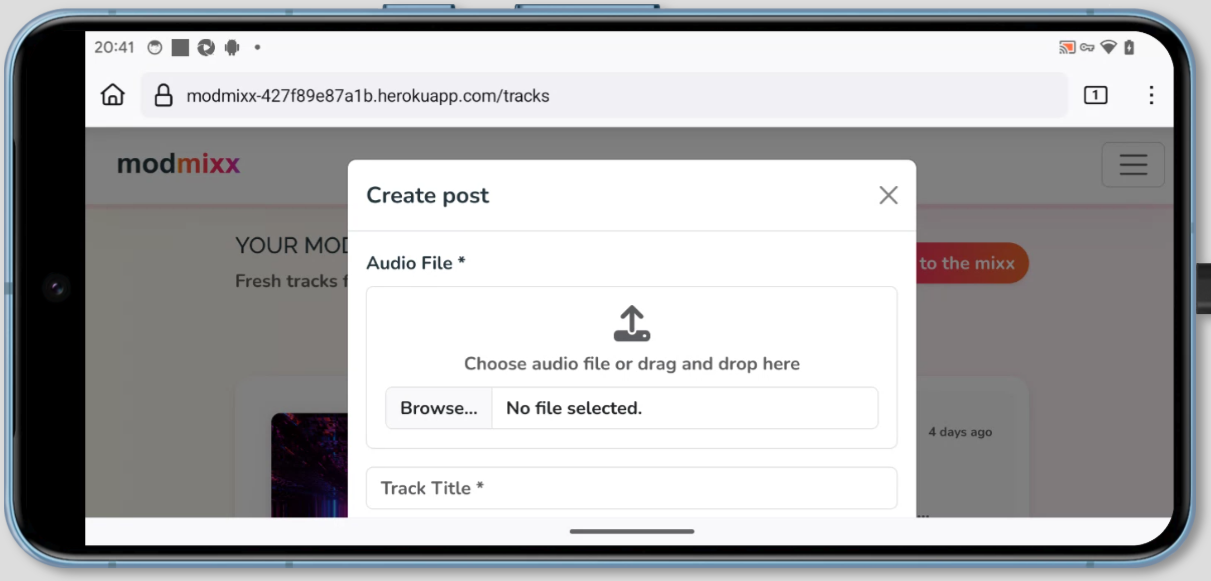 20:41
modmixx-427f89e87a1b.herokuapp.com/tracks
1
modmixx
Create post
YOUR MOD
Audio File *
to the mixx
Fresh tracks f
Choose audio file or drag and drop here
Browse... No file selected.
4 days ago
Track Title *
...